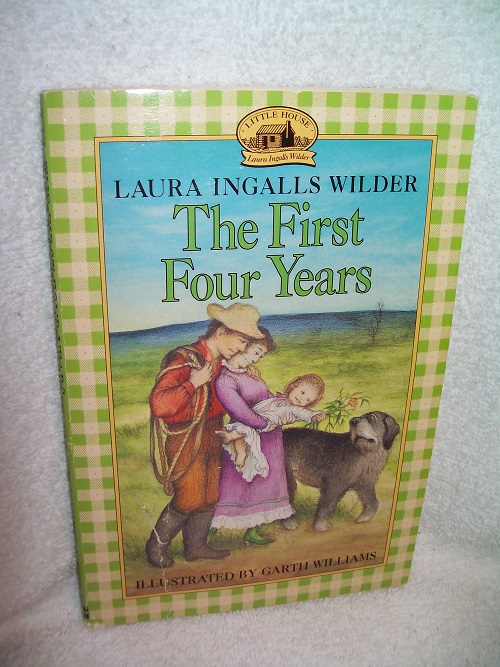 LITTLE HOUSE
Laura Ingalls Wilder
LAURA INGALLS WILDER
The First
Four Years
ILLUSTRATED BY GARTH WILLIAMS